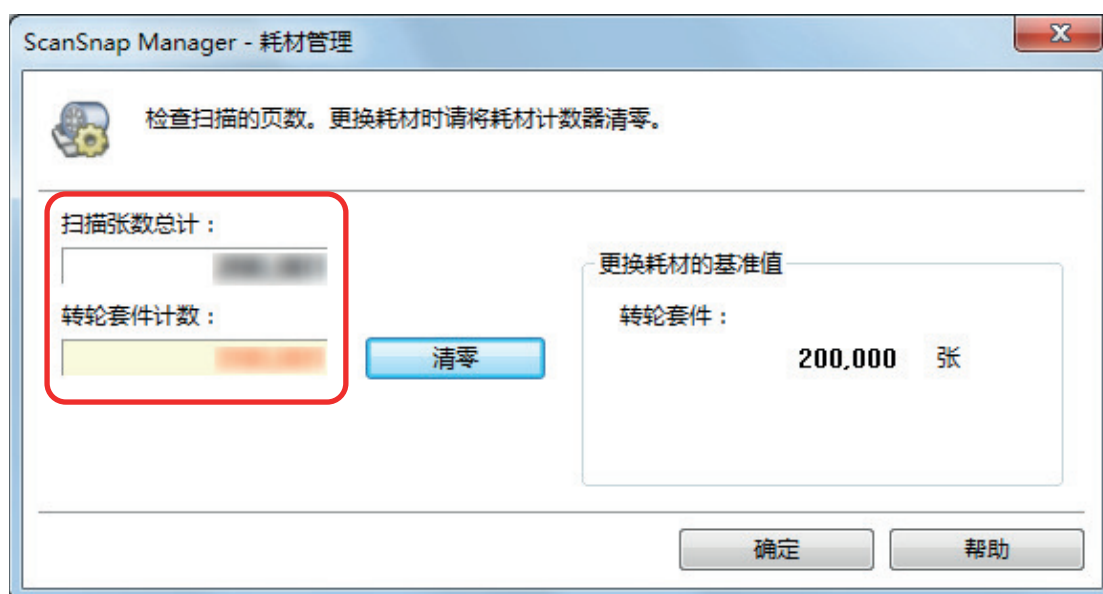 ScanSnap Manager - 耗材管理
检查扫描的页数。更换耗材时请将耗材计数器清零。
扫描张数总计：
转轮套件计数：
清零
更换耗材的基准值
转轮套件：
200,000 张
确定
帮助